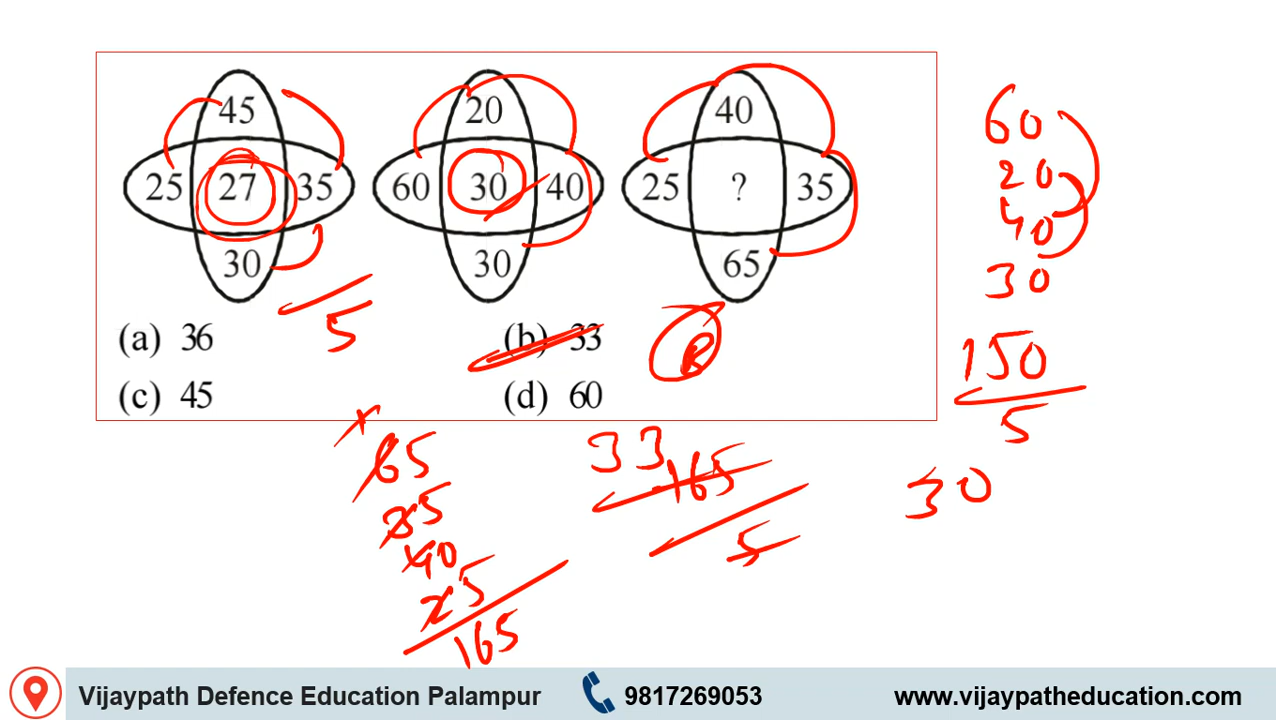 45 20 40
25 27 35 60 30 40 25 ? 35
30 30 65
5
(a) 36 (b) 33
(c) 45 (d) 60
60
20
40
30
150
5
30
65
35
40
25
165
33
165
5
Vijaypath Defence Education Palampur 9817269053 www.vijaypatheducation.com